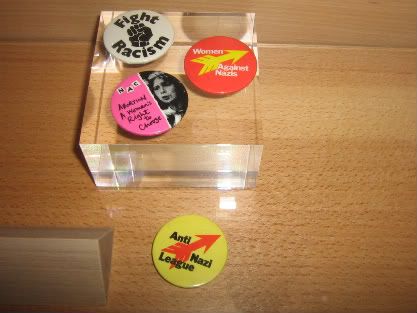 Fight
Racism
Women
Against
Nazis
NAC
ABORTION
A Woman's
Right
To
Choose
Anti
Nazi
League